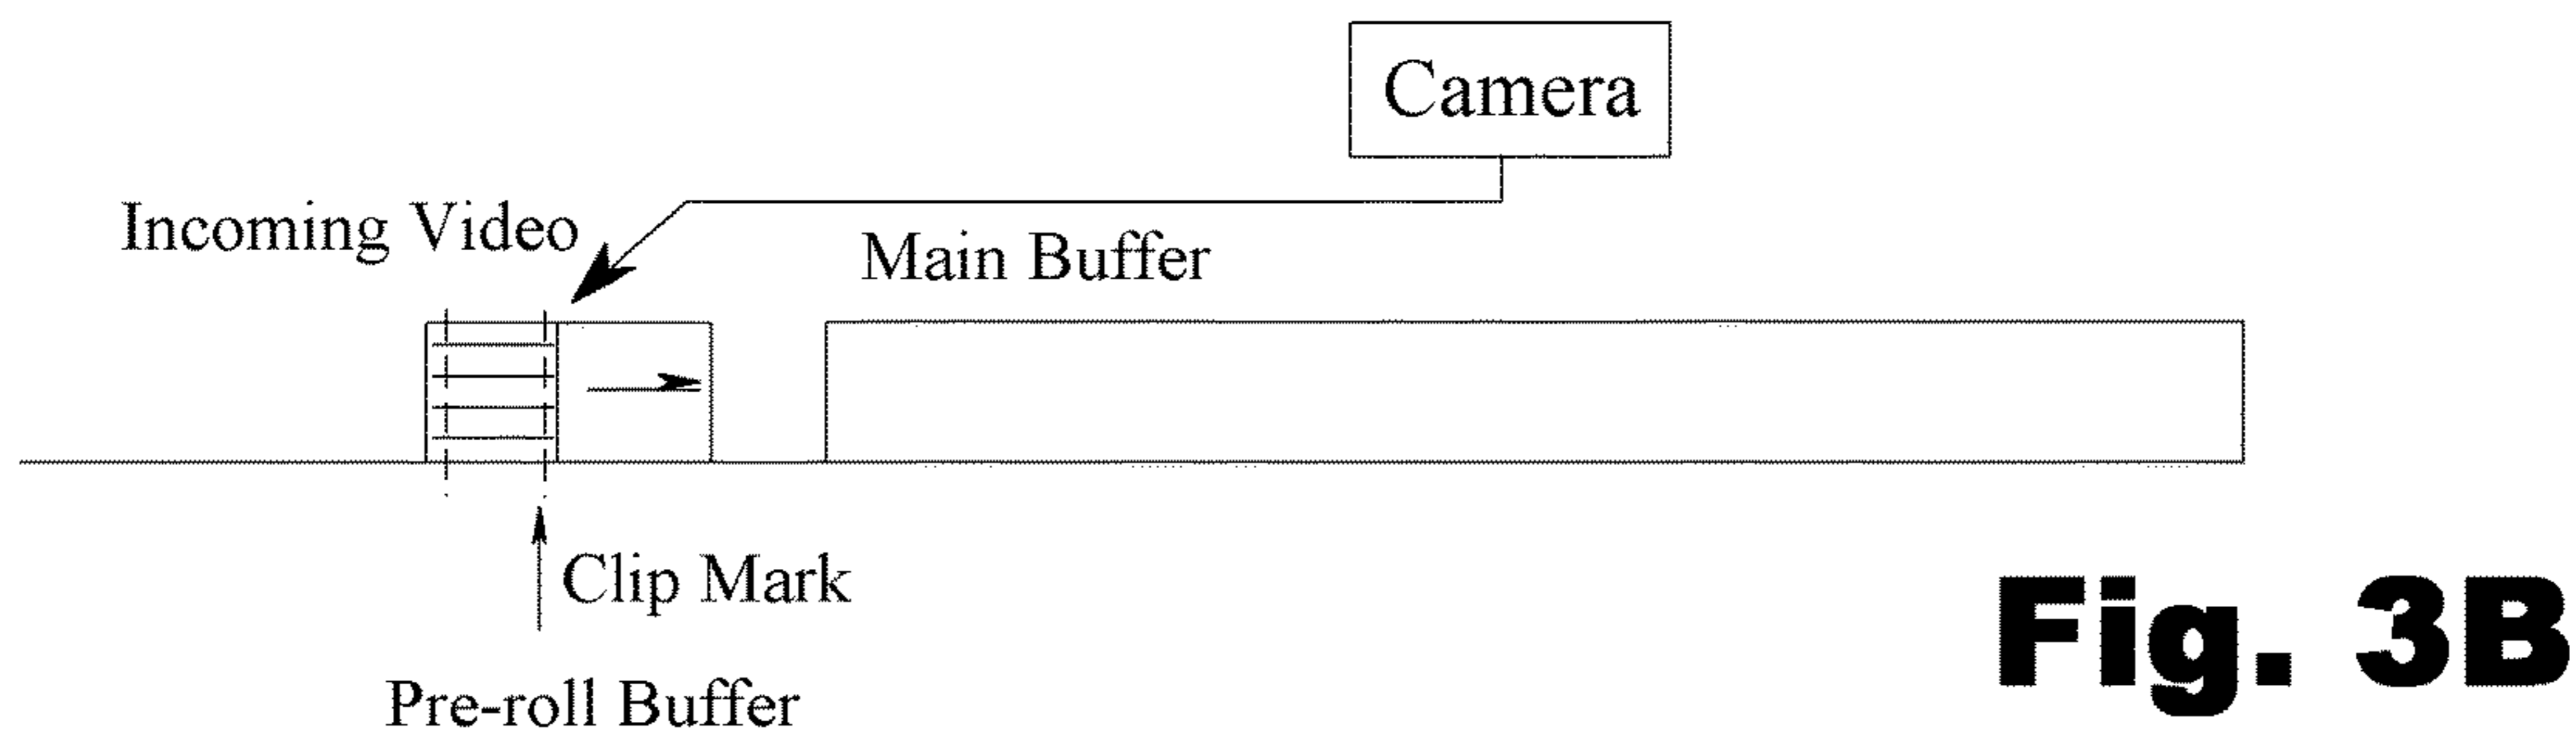 Camera
Incoming Video
Main Buffer
Clip Mark
Pre-roll Buffer
Fig. 3B